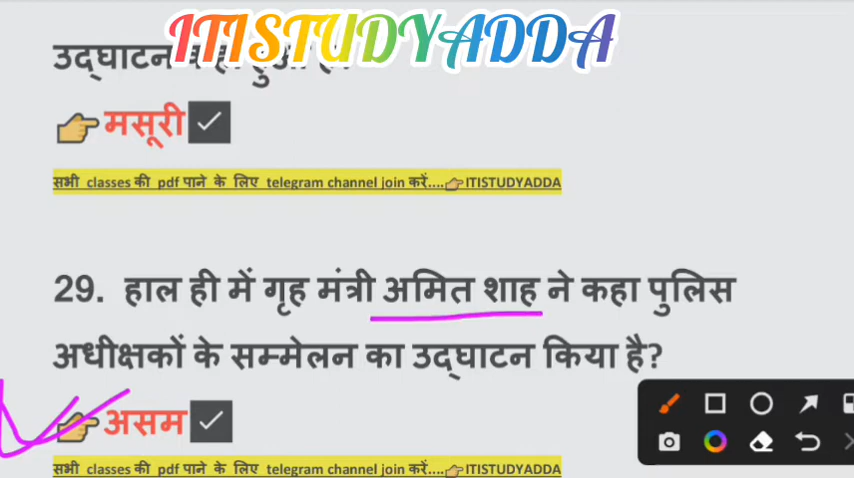 ITISTUDYADDA
उद्घाटन
👉मसूरी✓
सभी classes की pdf पाने के लिए telegram channel join करें....👉ITISTUDYADDA
29. हाल ही में गृह मंत्री अमित शाह ने कहा पुलिस
अधीक्षकों के सम्मेलन का उद्घाटन किया है?
👉असम✓
सभी classes की pdf पाने के लिए telegram channel join करें....👉ITISTUDYADDA